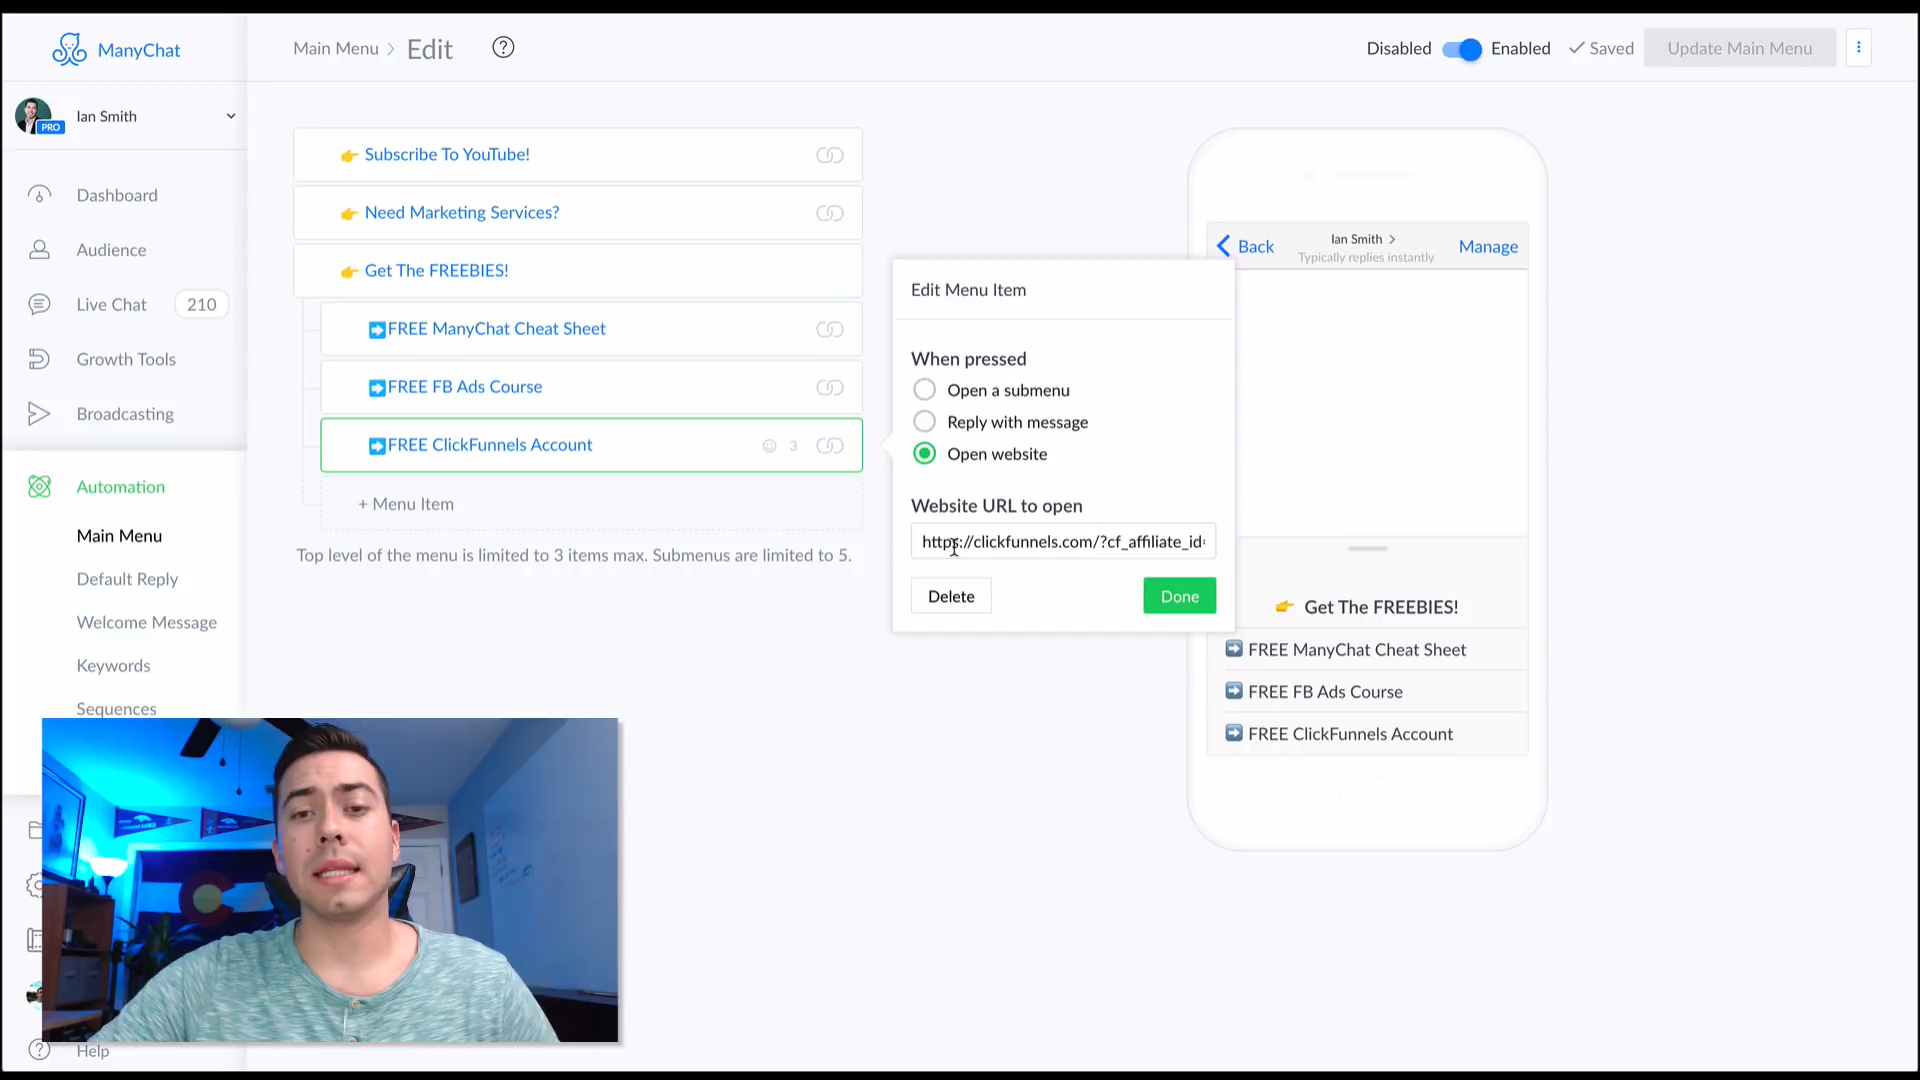 ManyChat
Main Menu > Edit
Disabled Enabled Saved Update Main Menu
PRO
Ian Smith
Dashboard
Audience
Live Chat 210
Growth Tools
Broadcasting
Automation
Main Menu
Default Reply
Welcome Message
Keywords
Sequences
Help
👉 Subscribe To YouTube!
👉 Need Marketing Services?
👉 Get The FREEBIES!
➡️FREE ManyChat Cheat Sheet
➡️FREE FB Ads Course
➡️FREE ClickFunnels Account 3
+ Menu Item
Top level of the menu is limited to 3 items max. Submenus are limited to 5.
Edit Menu Item
When pressed
Open a submenu
Reply with message
Open website
Website URL to open
https://clickfunnels.com/?cf_affiliate_id
Delete Done
Back Ian Smith > Manage
Typically replies instantly
👉 Get The FREEBIES!
➡️ FREE ManyChat Cheat Sheet
➡️ FREE FB Ads Course
➡️ FREE ClickFunnels Account